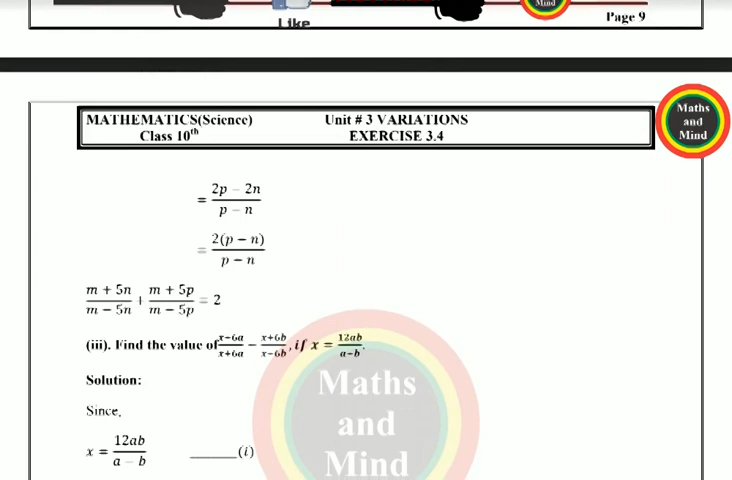 Mind
Like
Page 9
MATHEMATICS(Science) Unit # 3 VARIATIONS
Class 10th EXERCISE 3.4
Maths
and
Mind
= (2p − 2n)/(p − n)
= 2(p − n)/(p − n)
(m + 5n)/(m − 5n) + (m + 5p)/(m − 5p) = 2
(iii). Find the value of (x−6a)/(x+6a) − (x+6b)/(x−6b), if x = 12ab/(a−b).
Solution:
Since,
x = 12ab/(a − b) _____(i)
Maths
and
Mind